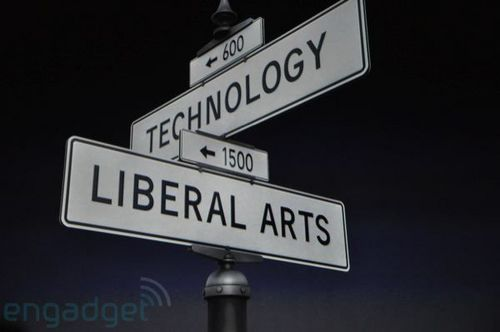 ← 600
TECHNOLOGY
← 1500
LIBERAL ARTS
engadget